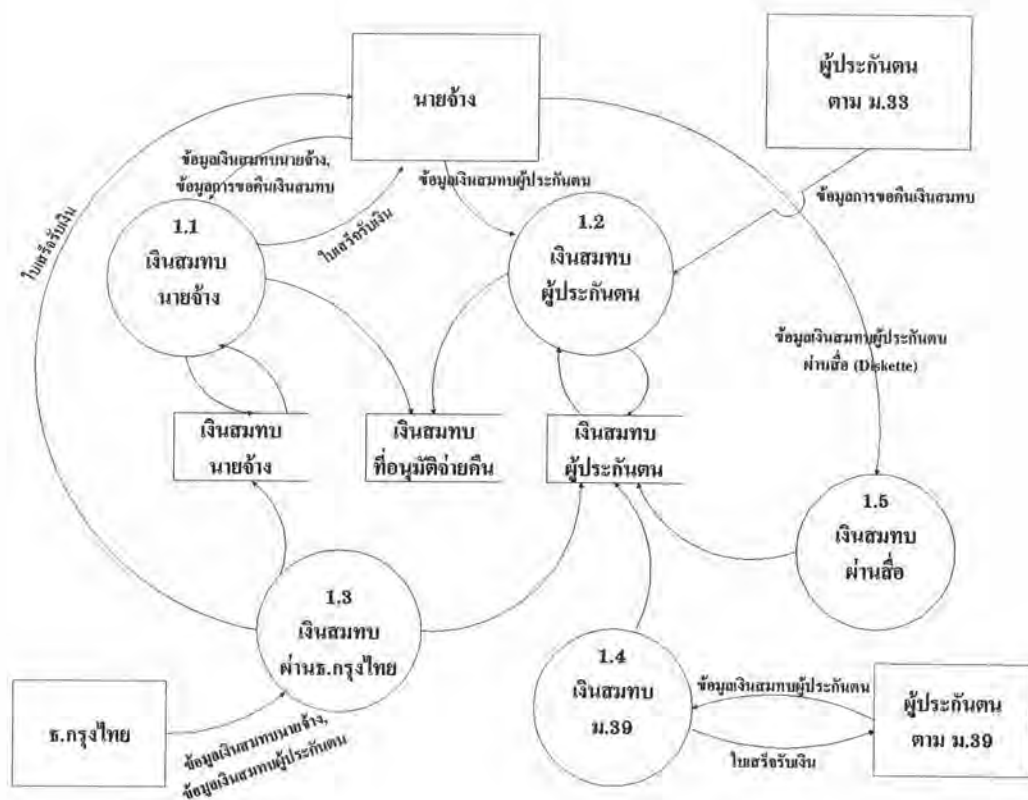 นายจ้าง
ผู้ประกันตน
ตาม ม.33
ข้อมูลเงินสมทบนายจ้าง,
ข้อมูลการขอคืนเงินสมทบ
ข้อมูลเงินสมทบผู้ประกันตน
ข้อมูลการขอคืนเงินสมทบ
ใบเสร็จรับเงิน
ใบเสร็จรับเงิน
1.1
เงินสมทบ
นายจ้าง
1.2
เงินสมทบ
ผู้ประกันตน
ข้อมูลเงินสมทบผู้ประกันตน
ผ่านสื่อ (Diskette)
เงินสมทบ
นายจ้าง
เงินสมทบ
ที่อนุมัติจ่ายคืน
เงินสมทบ
ผู้ประกันตน
1.5
เงินสมทบ
ผ่านสื่อ
1.3
เงินสมทบ
ผ่านธ.กรุงไทย
1.4
เงินสมทบ
ม.39
ธ.กรุงไทย
ข้อมูลเงินสมทบนายจ้าง,
ข้อมูลเงินสมทบผู้ประกันตน
ข้อมูลเงินสมทบผู้ประกันตน
ใบเสร็จรับเงิน
ผู้ประกันตน
ตาม ม.39